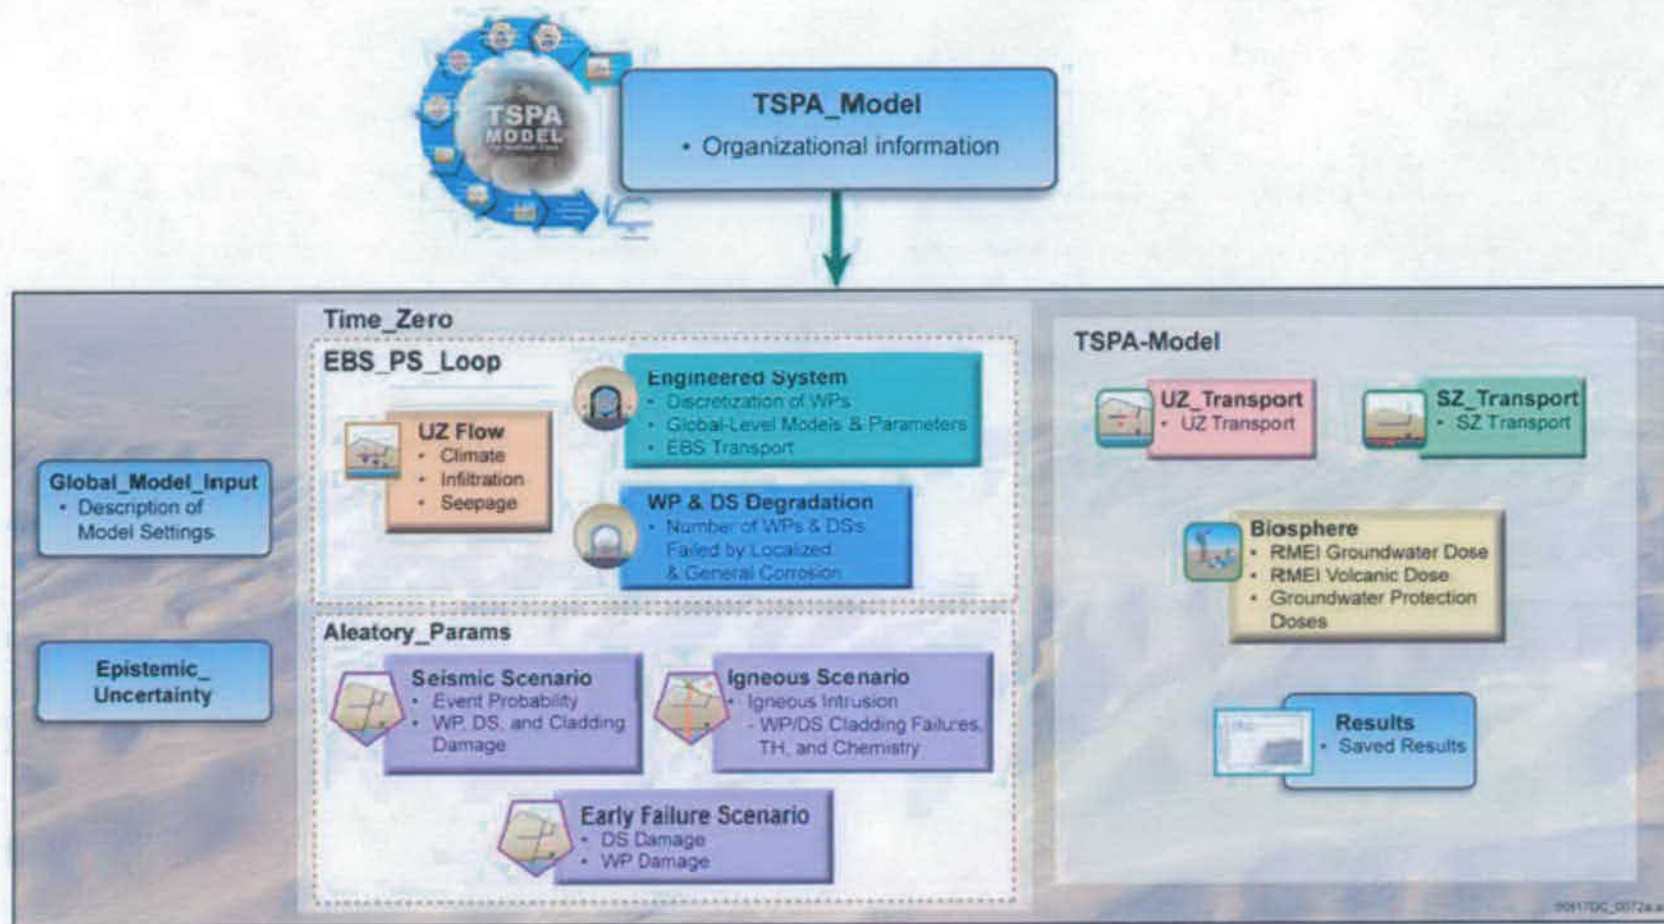 TSPA
MODEL
TSPA_Model
• Organizational information
Time_Zero
EBS_PS_Loop
UZ Flow
• Climate
• Infiltration
• Seepage
Engineered System
• Discretization of WPs
• Global-Level Models & Parameters
• EBS Transport
WP & DS Degradation
• Number of WPs & DSs
Failed by Localized
& General Corrosion
Global_Model_Input
• Description of
Model Settings
Epistemic_
Uncertainty
Aleatory_Params
Seismic Scenario
• Event Probability
• WP, DS, and Cladding
Damage
Igneous Scenario
• Igneous Intrusion
- WP/DS Cladding Failures,
TH, and Chemistry
Early Failure Scenario
• DS Damage
• WP Damage
TSPA-Model
UZ_Transport
• UZ Transport
SZ_Transport
• SZ Transport
Biosphere
• RMEI Groundwater Dose
• RMEI Volcanic Dose
• Groundwater Protection
Doses
Results
• Saved Results